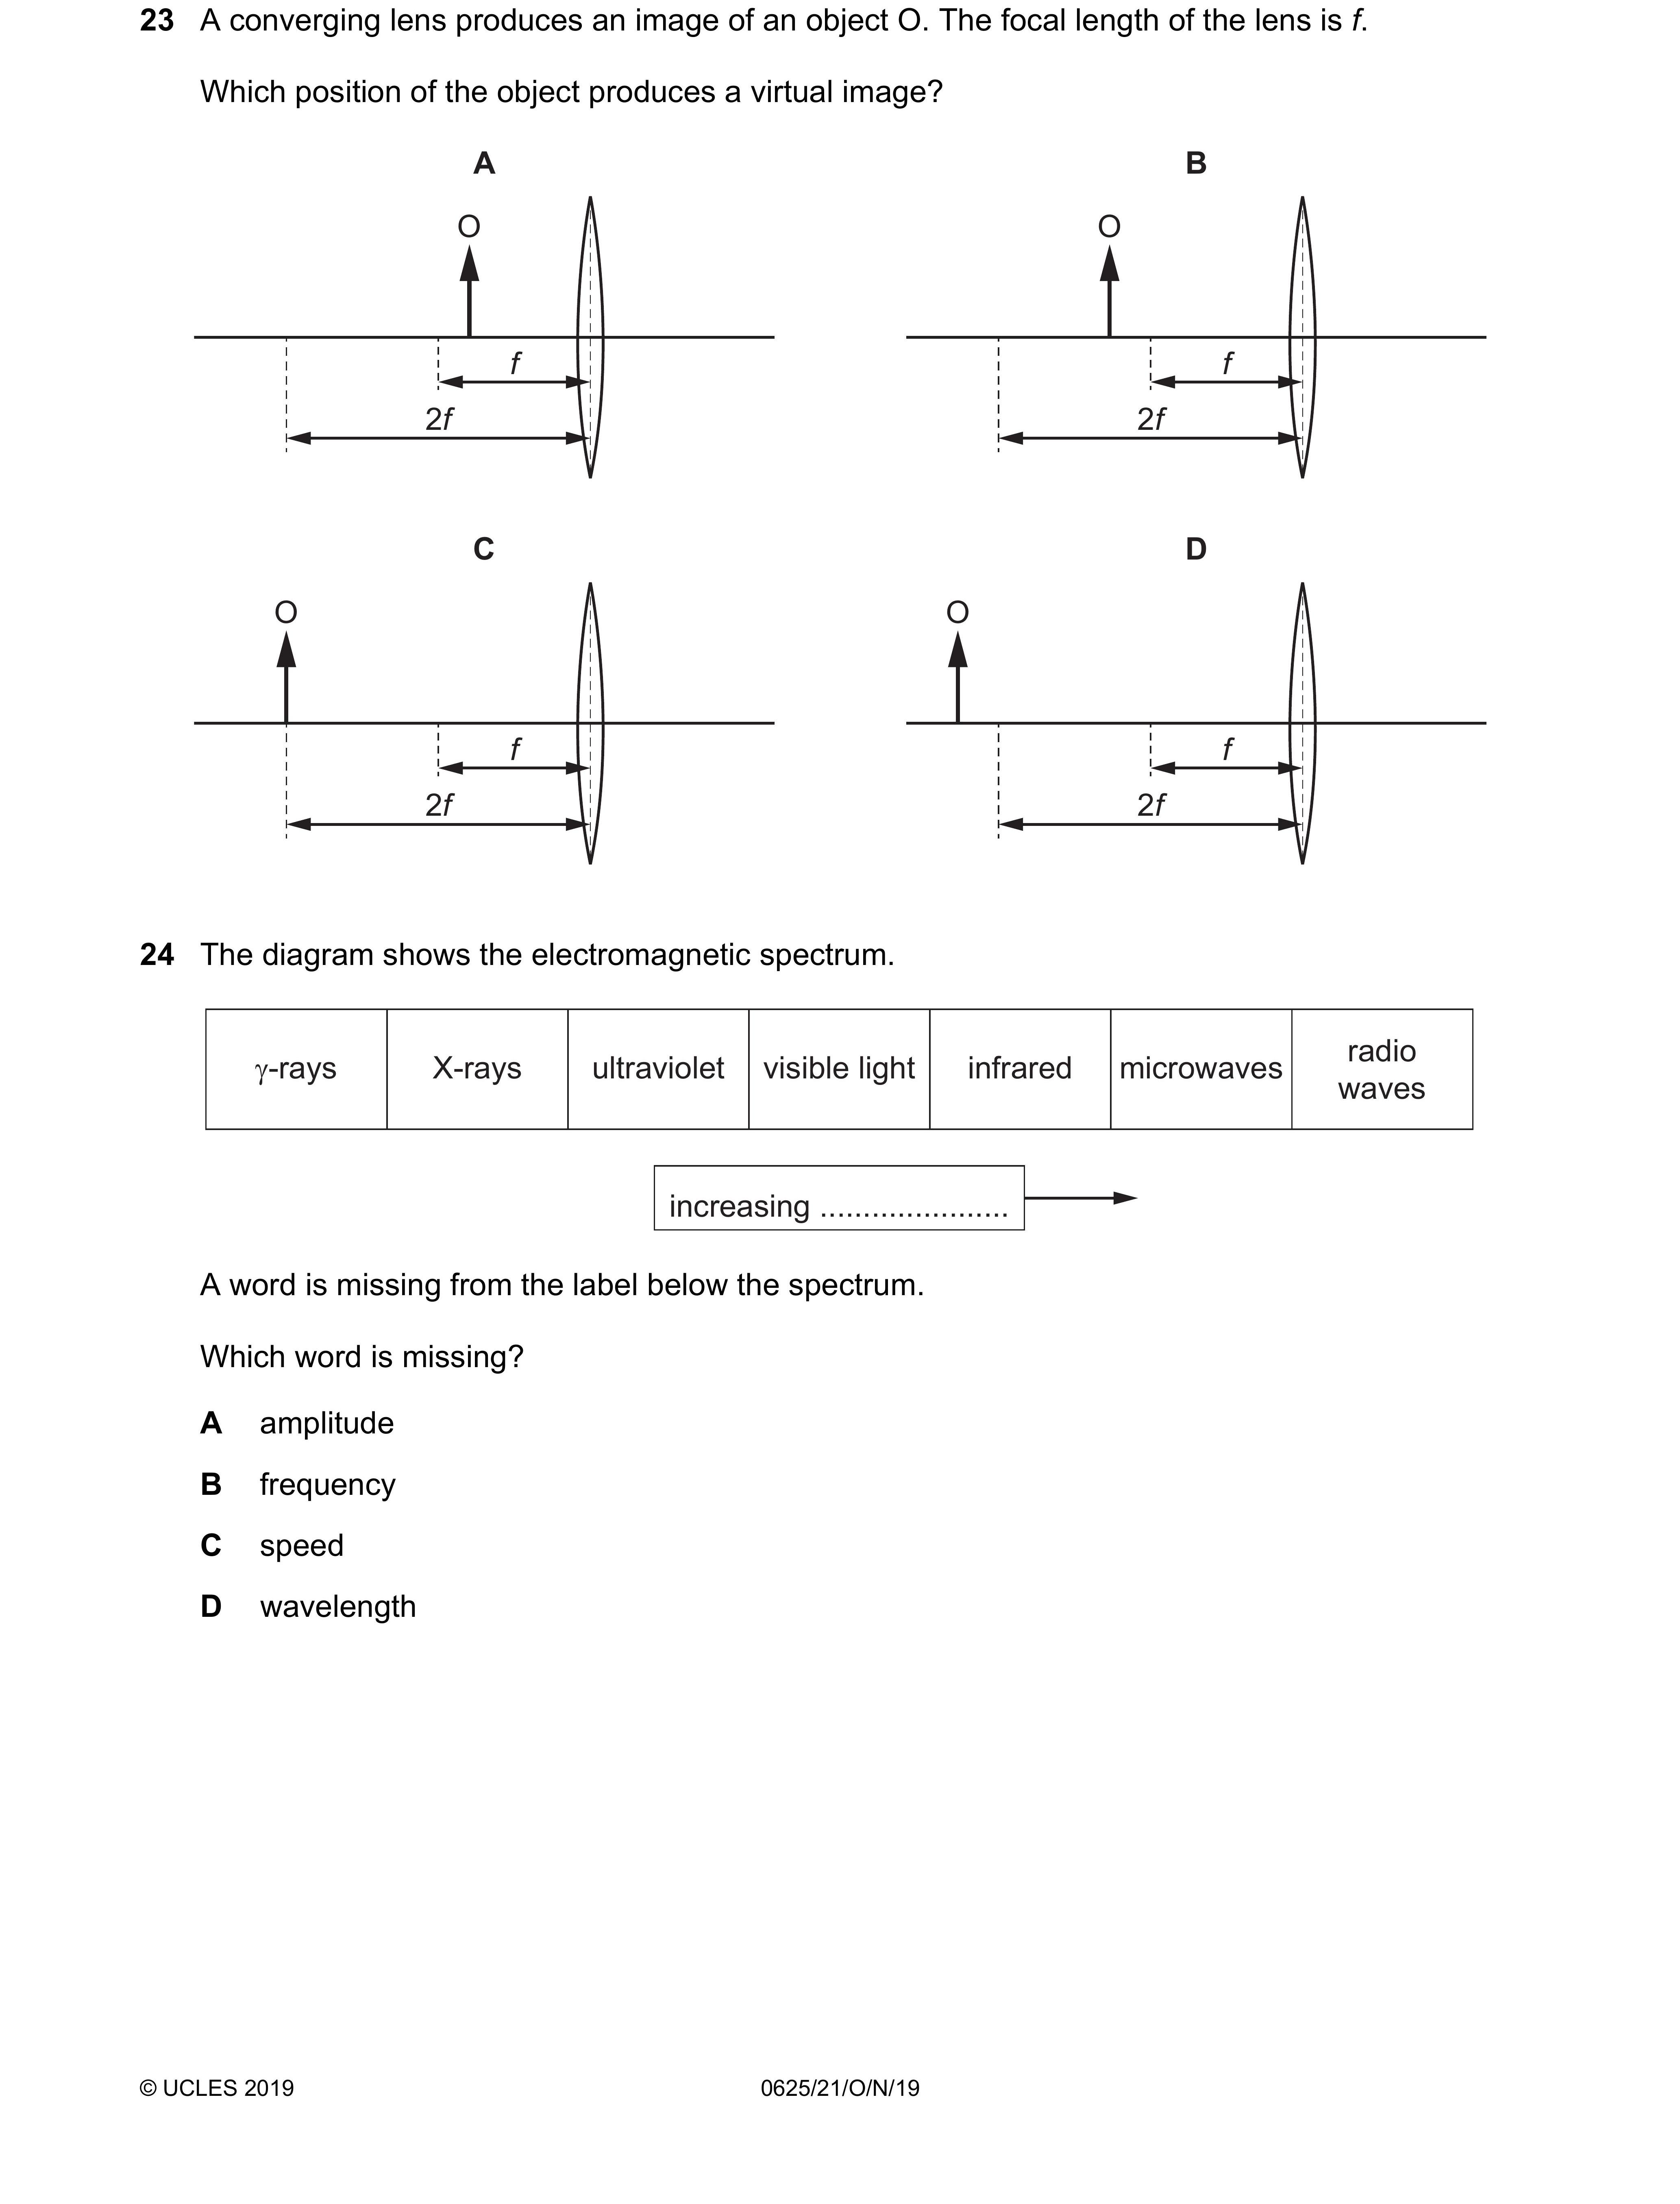 23 A converging lens produces an image of an object O. The focal length of the lens is f.
Which position of the object produces a virtual image?
A
O
f
2f
B
O
f
2f
C
O
f
2f
D
O
f
2f
24 The diagram shows the electromagnetic spectrum.
γ-rays X-rays ultraviolet visible light infrared microwaves radio
waves
increasing ......................
A word is missing from the label below the spectrum.
Which word is missing?
A amplitude
B frequency
C speed
D wavelength
© UCLES 2019 0625/21/O/N/19